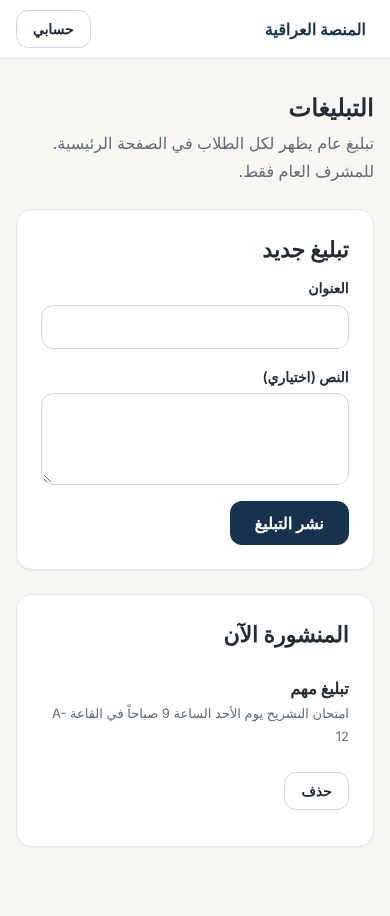 المنصة العراقية
حسابي
التبليغات
تبليغ عام يظهر لكل الطلاب في الصفحة الرئيسية.
للمشرف العام فقط.
تبليغ جديد
العنوان
النص (اختياري)
نشر التبليغ
المنشورة الآن
تبليغ مهم
امتحان التشريح يوم الأحد الساعة 9 صباحاً في القاعة A-
12
حذف